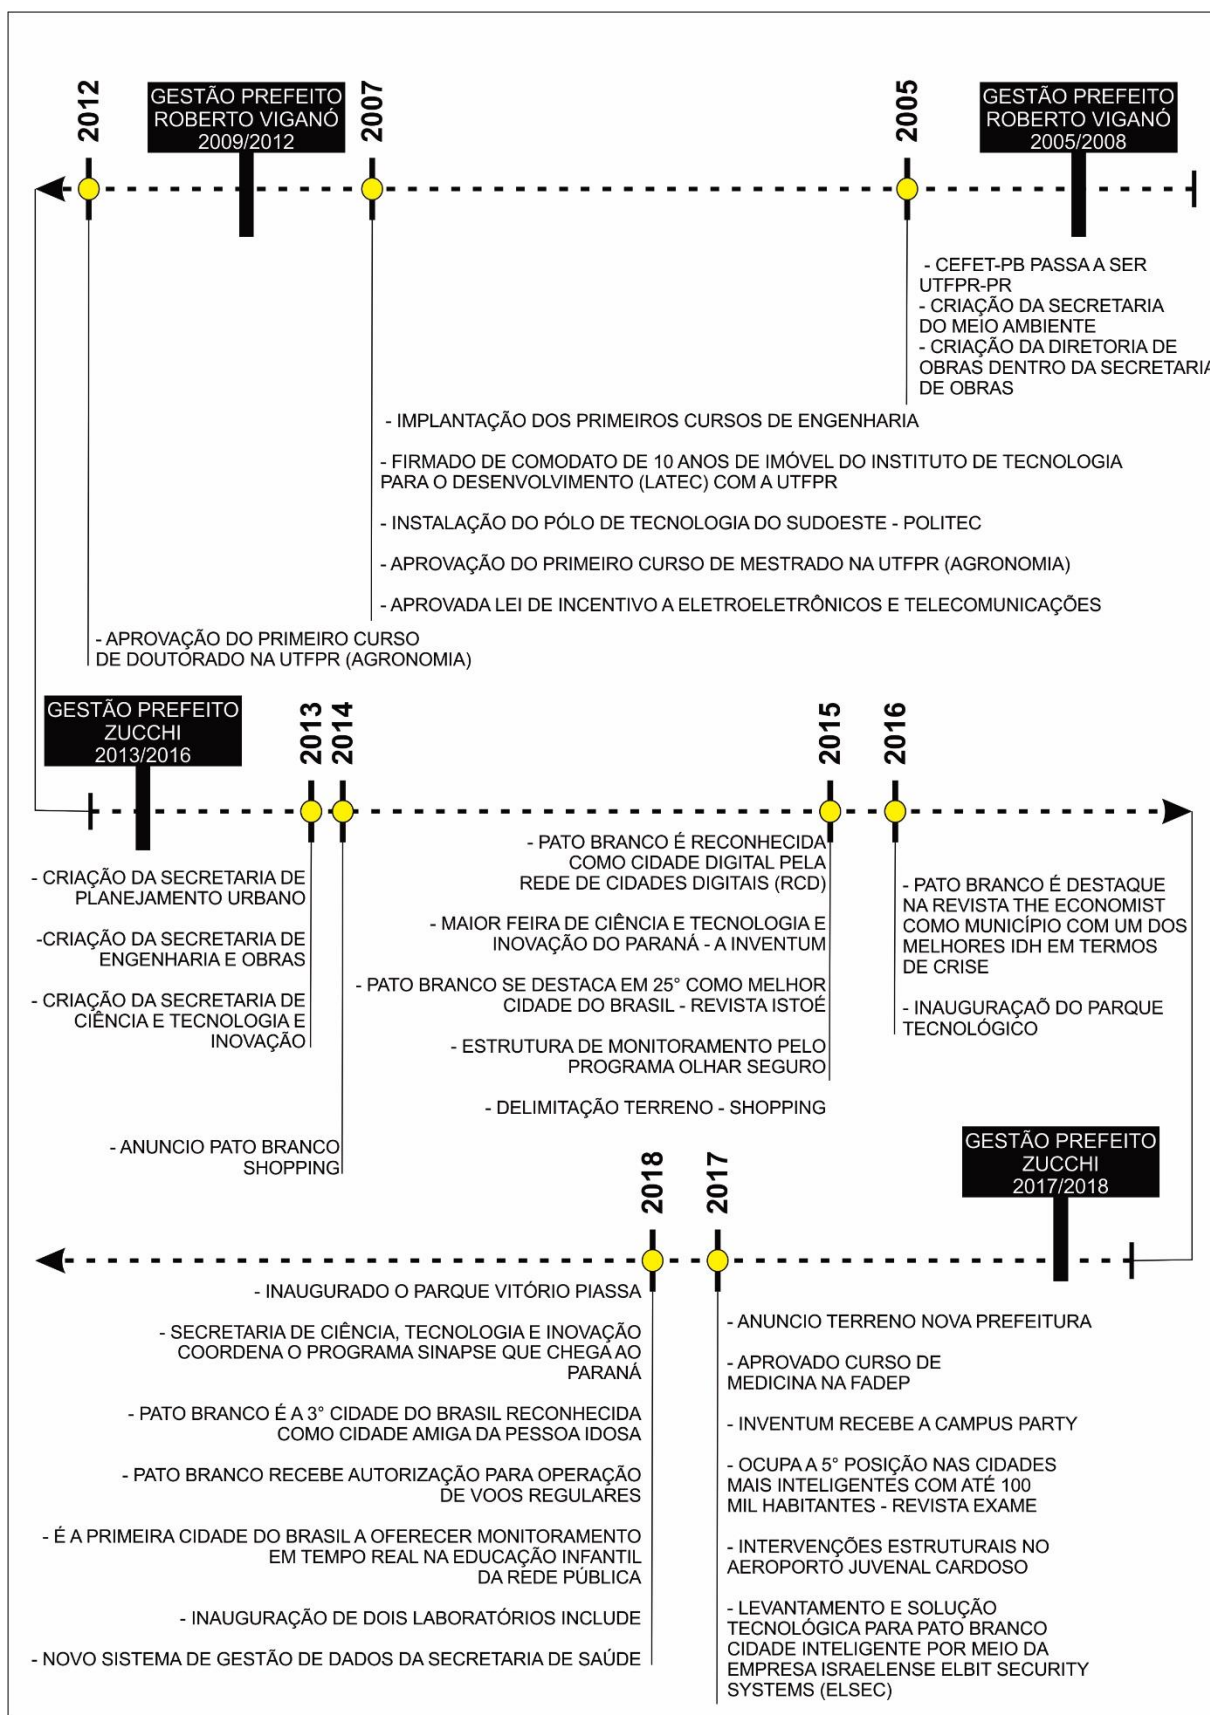 2012
GESTÃO PREFEITO
ROBERTO VIGANÓ
2009/2012
2007
2005
GESTÃO PREFEITO
ROBERTO VIGANÓ
2005/2008
- CEFET-PB PASSA A SER
UTFPR-PR
- CRIAÇÃO DA SECRETARIA
DO MEIO AMBIENTE
- CRIAÇÃO DA DIRETORIA DE
OBRAS DENTRO DA SECRETARIA
DE OBRAS
- IMPLANTAÇÃO DOS PRIMEIROS CURSOS DE ENGENHARIA
- FIRMADO DE COMODATO DE 10 ANOS DE IMÓVEL DO INSTITUTO DE TECNOLOGIA
PARA O DESENVOLVIMENTO (LATEC) COM A UTFPR
- INSTALAÇÃO DO PÓLO DE TECNOLOGIA DO SUDOESTE - POLITEC
- APROVAÇÃO DO PRIMEIRO CURSO DE MESTRADO NA UTFPR (AGRONOMIA)
- APROVADA LEI DE INCENTIVO A ELETROELETRÔNICOS E TELECOMUNICAÇÕES
- APROVAÇÃO DO PRIMEIRO CURSO
DE DOUTORADO NA UTFPR (AGRONOMIA)
GESTÃO PREFEITO
ZUCCHI
2013/2016
2013
2014
2015
2016
- CRIAÇÃO DA SECRETARIA DE
PLANEJAMENTO URBANO
-CRIAÇÃO DA SECRETARIA DE
ENGENHARIA E OBRAS
- CRIAÇÃO DA SECRETARIA DE
CIÊNCIA E TECNOLOGIA E
INOVAÇÃO
- ANUNCIO PATO BRANCO
SHOPPING
- PATO BRANCO É RECONHECIDA
COMO CIDADE DIGITAL PELA
REDE DE CIDADES DIGITAIS (RCD)
- MAIOR FEIRA DE CIÊNCIA E TECNOLOGIA E
INOVAÇÃO DO PARANÁ - A INVENTUM
- PATO BRANCO SE DESTACA EM 25° COMO MELHOR
CIDADE DO BRASIL - REVISTA ISTOÉ
- ESTRUTURA DE MONITORAMENTO PELO
PROGRAMA OLHAR SEGURO
- DELIMITAÇÃO TERRENO - SHOPPING
- PATO BRANCO É DESTAQUE
NA REVISTA THE ECONOMIST
COMO MUNICÍPIO COM UM DOS
MELHORES IDH EM TERMOS
DE CRISE
- INAUGURAÇAÕ DO PARQUE
TECNOLÓGICO
GESTÃO PREFEITO
ZUCCHI
2017/2018
2018
2017
- INAUGURADO O PARQUE VITÓRIO PIASSA
- SECRETARIA DE CIÊNCIA, TECNOLOGIA E INOVAÇÃO
COORDENA O PROGRAMA SINAPSE QUE CHEGA AO
PARANÁ
- PATO BRANCO É A 3° CIDADE DO BRASIL RECONHECIDA
COMO CIDADE AMIGA DA PESSOA IDOSA
- PATO BRANCO RECEBE AUTORIZAÇÃO PARA OPERAÇÃO
DE VOOS REGULARES
- É A PRIMEIRA CIDADE DO BRASIL A OFERECER MONITORAMENTO
EM TEMPO REAL NA EDUCAÇÃO INFANTIL
DA REDE PÚBLICA
- INAUGURAÇÃO DE DOIS LABORATÓRIOS INCLUDE
- NOVO SISTEMA DE GESTÃO DE DADOS DA SECRETARIA DE SAÚDE
- ANUNCIO TERRENO NOVA PREFEITURA
- APROVADO CURSO DE
MEDICINA NA FADEP
- INVENTUM RECEBE A CAMPUS PARTY
- OCUPA A 5° POSIÇÃO NAS CIDADES
MAIS INTELIGENTES COM ATÉ 100
MIL HABITANTES - REVISTA EXAME
- INTERVENÇÕES ESTRUTURAIS NO
AEROPORTO JUVENAL CARDOSO
- LEVANTAMENTO E SOLUÇÃO
TECNOLÓGICA PARA PATO BRANCO
CIDADE INTELIGENTE POR MEIO DA
EMPRESA ISRAELENSE ELBIT SECURITY
SYSTEMS (ELSEC)